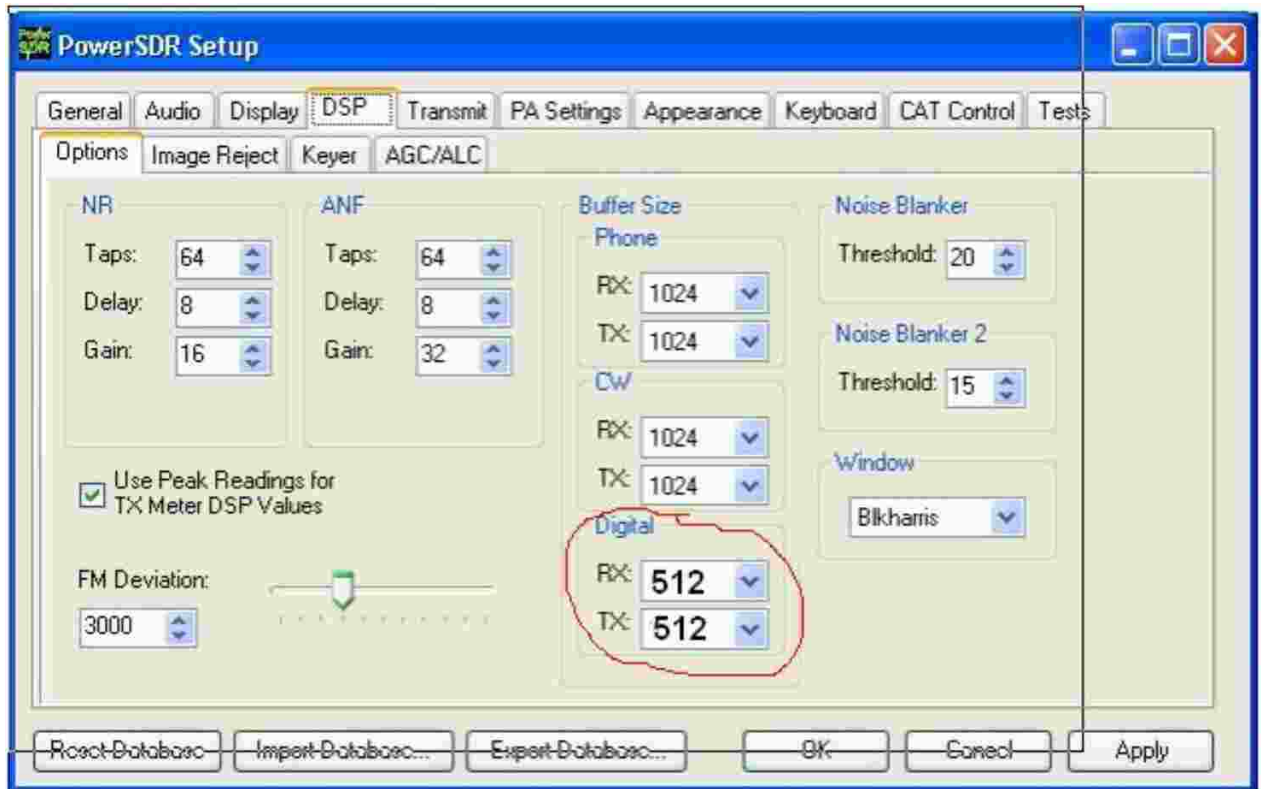 PowerSDR Setup
General Audio Display DSP Transmit PA Settings Appearance Keyboard CAT Control Tests
Options Image Reject Keyer AGC/ALC
NR
Taps: 64
Delay: 8
Gain: 16
ANF
Taps: 64
Delay: 8
Gain: 32
Use Peak Readings for
TX Meter DSP Values
FM Deviation:
3000
Buffer Size
Phone
RX: 1024
TX: 1024
CW
RX: 1024
TX: 1024
Digital
RX: 512
TX: 512
Noise Blanker
Threshold: 20
Noise Blanker 2
Threshold: 15
Window
Blkharris
Reset Database Import Database... Export Database... OK Cancel Apply